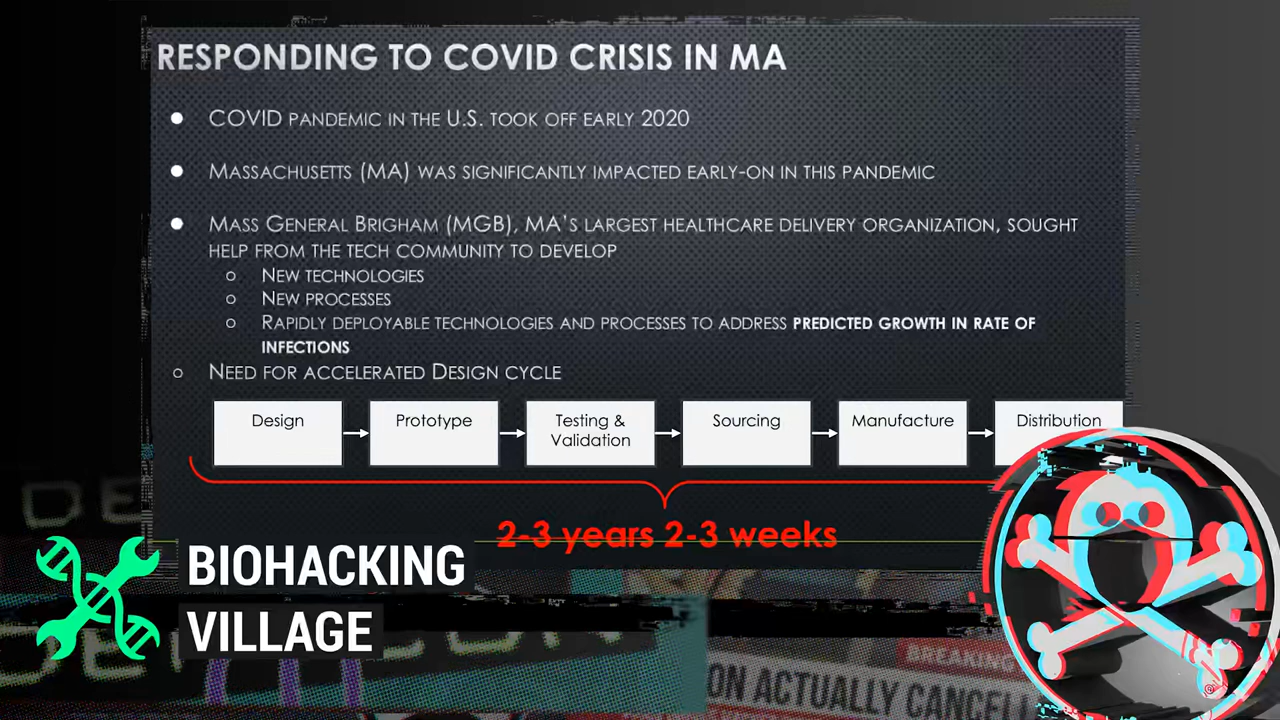 RESPONDING TO COVID CRISIS IN MA
COVID PANDEMIC IN THE U.S. TOOK OFF EARLY 2020
MASSACHUSETTS (MA) WAS SIGNIFICANTLY IMPACTED EARLY-ON IN THIS PANDEMIC
MASS GENERAL BRIGHAM (MGB), MA'S LARGEST HEALTHCARE DELIVERY ORGANIZATION, SOUGHT
HELP FROM THE TECH COMMUNITY TO DEVELOP
NEW TECHNOLOGIES
NEW PROCESSES
RAPIDLY DEPLOYABLE TECHNOLOGIES AND PROCESSES TO ADDRESS PREDICTED GROWTH IN RATE OF
INFECTIONS
NEED FOR ACCELERATED DESIGN CYCLE
Design
Prototype
Testing &
Validation
Sourcing
Manufacture
Distribution
2-3 years 2-3 weeks
BIOHACKING
VILLAGE
BREAKING
ON ACTUALLY CANCELL